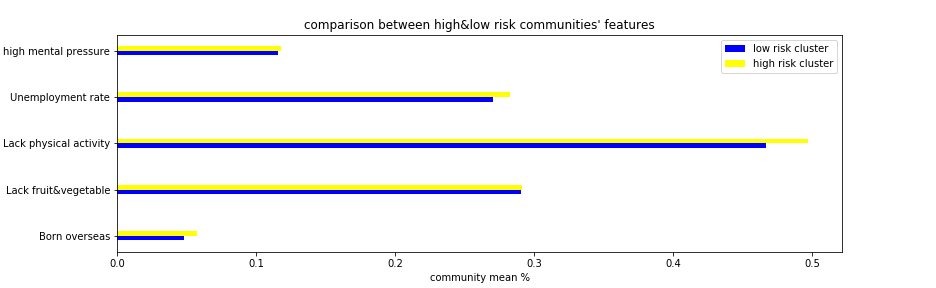 comparison between high&low risk communities' features
low risk cluster
high risk cluster
high mental pressure
Unemployment rate
Lack physical activity
Lack fruit&vegetable
Born overseas
0.0 0.1 0.2 0.3 0.4 0.5
community mean %